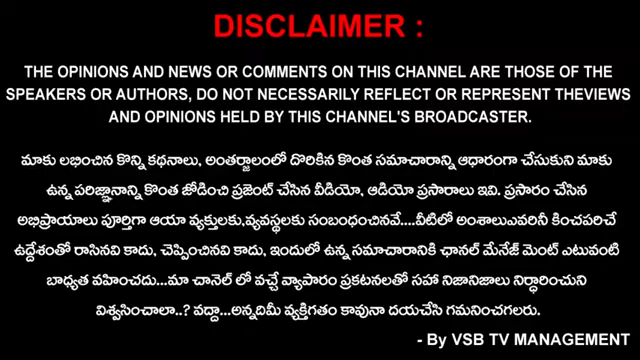 DISCLAIMER :
THE OPINIONS AND NEWS OR COMMENTS ON THIS CHANNEL ARE THOSE OF THE
SPEAKERS OR AUTHORS, DO NOT NECESSARILY REFLECT OR REPRESENT THEVIEWS
AND OPINIONS HELD BY THIS CHANNEL'S BROADCASTER.
మాకు లభించిన కొన్ని కథనాలు, అంతర్జాలంలో దొరికిన కొంత సమాచారాన్ని ఆధారంగా చేసుకుని మాకు
ఉన్న పరిజ్ఞానాన్ని కొంత జోడించి ప్రజెంట్ చేసిన వీడియో, ఆడియో ప్రసారాలు ఇవి. ప్రసారం చేసిన
అభిప్రాయాలు పూర్తిగా ఆయా వ్యక్తులకు,వ్యవస్థలకు సంబంధించినవే....వీటిలో అంశాలుఎవరినీ కించపరిచే
ఉద్దేశంతో రాసినవి కాదు, చెప్పించినవి కాదు, ఇందులో ఉన్న సమాచారానికి ఛానల్ మేనేజ్ మెంట్ ఎటువంటి
బాధ్యత వహించదు...మా చానెల్ లో వచ్చే వ్యాపారం ప్రకటనలతో సహా నిజానిజాలు నిర్ధారించుని
విశ్వసించాలా..? వద్దా...అన్నదిమీ వ్యక్తిగతం కావునా దయచేసి గమనించగలరు.
- By VSB TV MANAGEMENT